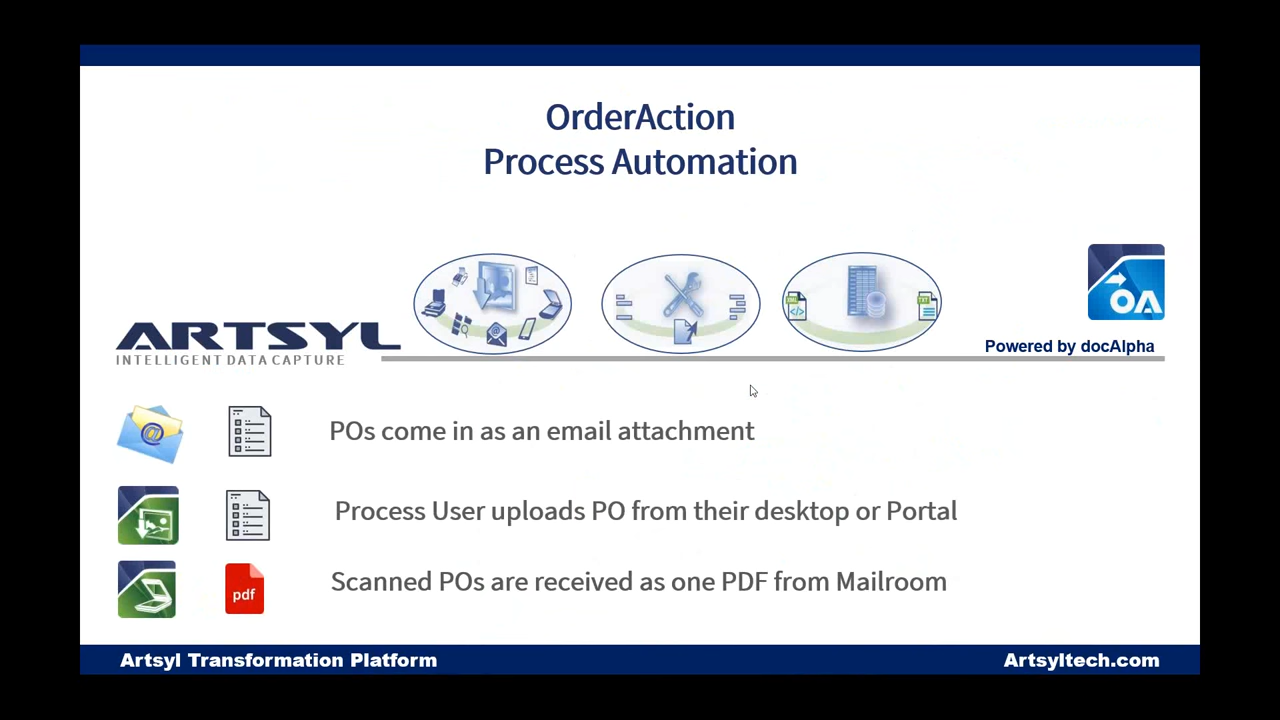 OrderAction
Process Automation
OA
ARTSYL
INTELLIGENT DATA CAPTURE
Powered by docAlpha
POs come in as an email attachment
Process User uploads PO from their desktop or Portal
pdf
Scanned POs are received as one PDF from Mailroom
Artsyl Transformation Platform
Artsyltech.com